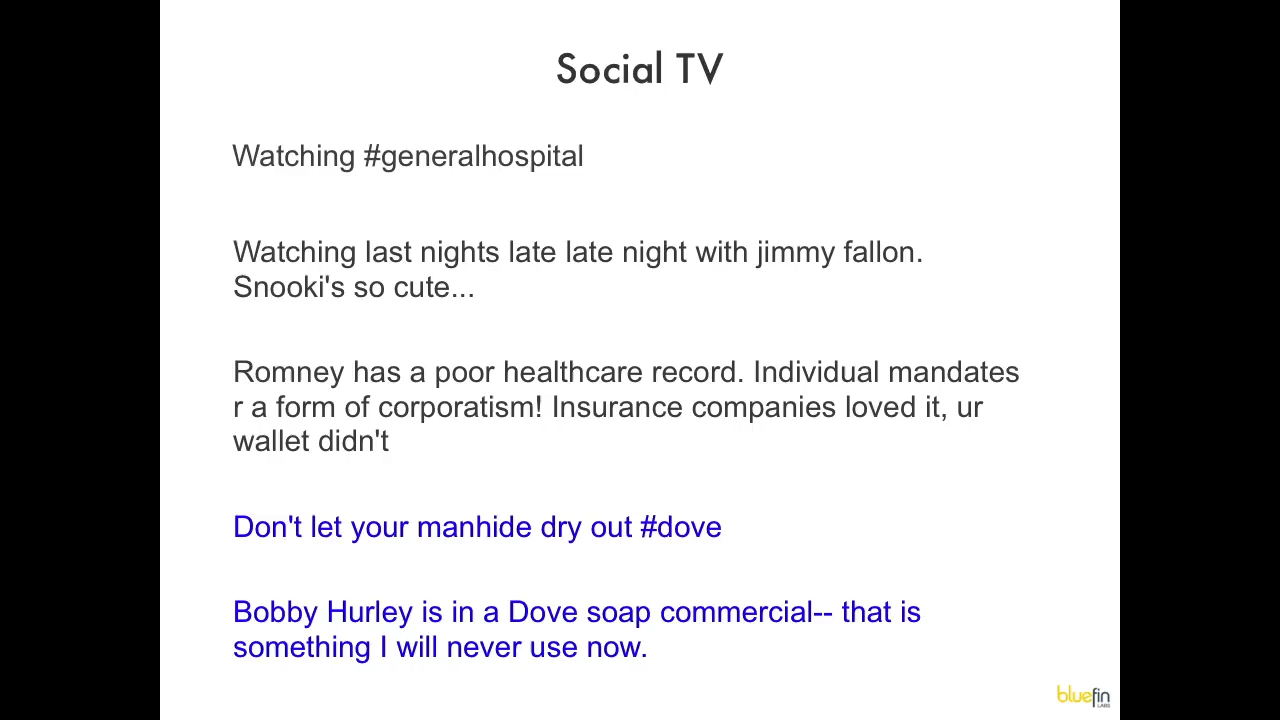 Social TV
Watching #generalhospital
Watching last nights late late night with jimmy fallon.
Snooki's so cute...
Romney has a poor healthcare record. Individual mandates
r a form of corporatism! Insurance companies loved it, ur
wallet didn't
Don't let your manhide dry out #dove
Bobby Hurley is in a Dove soap commercial-- that is
something I will never use now.
bluefin
LABS